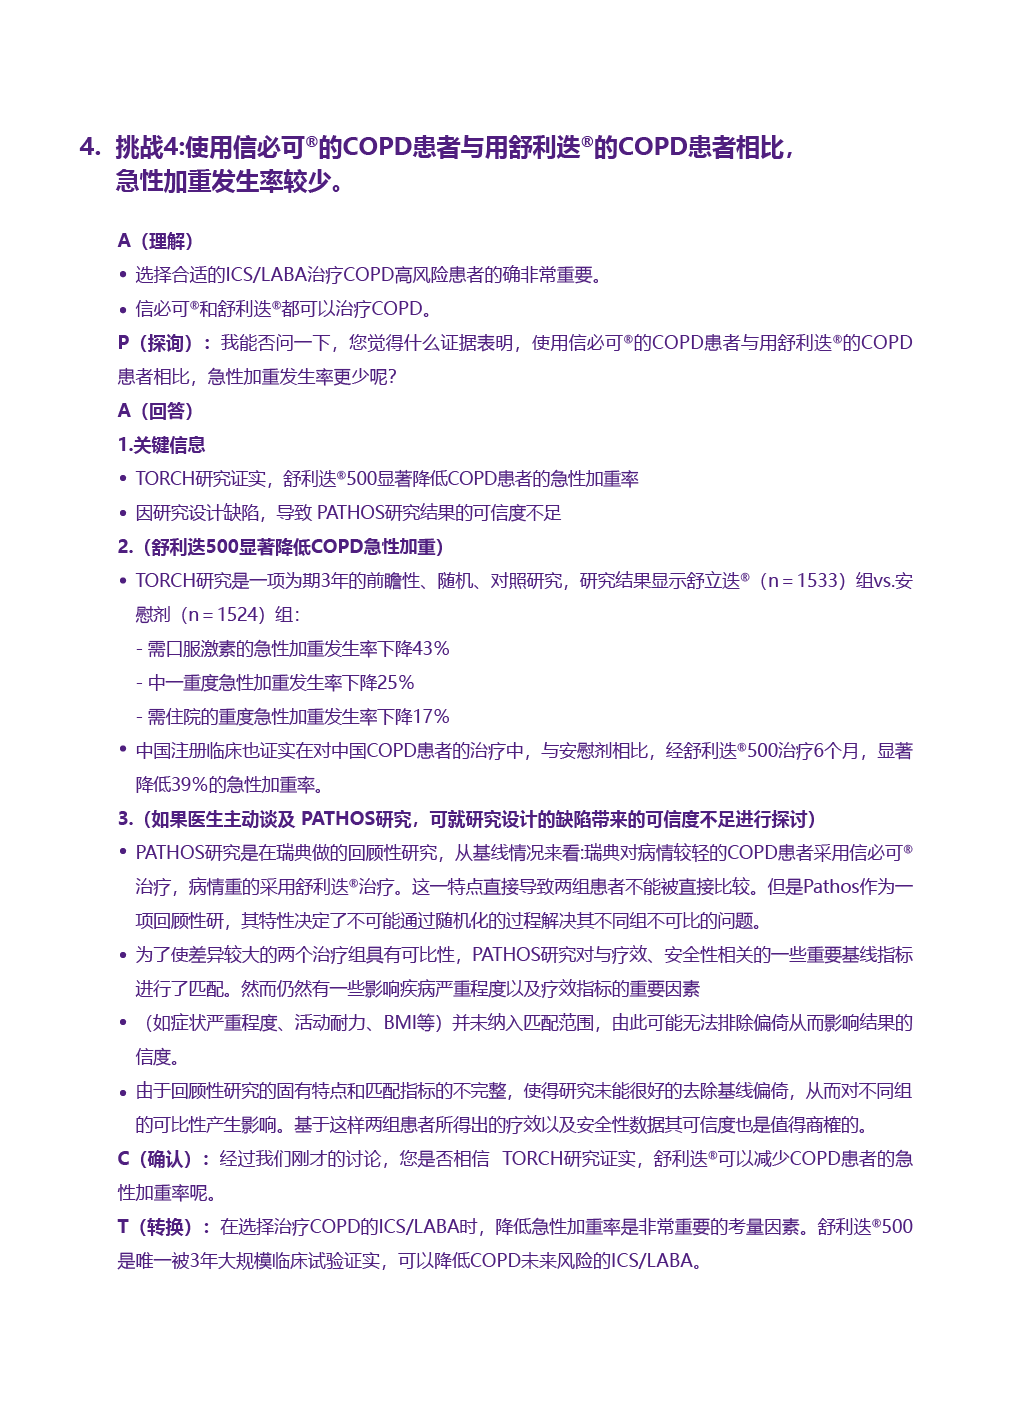 4. 挑战4:使用信必可®的COPD患者与用舒利迭®的COPD患者相比，
急性加重发生率较少。
A（理解）
• 选择合适的ICS/LABA治疗COPD高风险患者的确非常重要。
• 信必可®和舒利迭®都可以治疗COPD。
P（探询）：我能否问一下，您觉得什么证据表明，使用信必可®的COPD患者与用舒利迭®的COPD
患者相比，急性加重发生率更少呢？
A（回答）
1.关键信息
• TORCH研究证实，舒利迭®500显著降低COPD患者的急性加重率
• 因研究设计缺陷，导致 PATHOS研究结果的可信度不足
2.（舒利迭500显著降低COPD急性加重）
• TORCH研究是一项为期3年的前瞻性、随机、对照研究，研究结果显示舒立迭®（n＝1533）组vs.安
慰剂（n＝1524）组：
- 需口服激素的急性加重发生率下降43%
- 中一重度急性加重发生率下降25%
- 需住院的重度急性加重发生率下降17%
• 中国注册临床也证实在对中国COPD患者的治疗中，与安慰剂相比，经舒利迭®500治疗6个月，显著
降低39%的急性加重率。
3.（如果医生主动谈及 PATHOS研究，可就研究设计的缺陷带来的可信度不足进行探讨）
• PATHOS研究是在瑞典做的回顾性研究，从基线情况来看:瑞典对病情较轻的COPD患者采用信必可®
治疗，病情重的采用舒利迭®治疗。这一特点直接导致两组患者不能被直接比较。但是Pathos作为一
项回顾性研，其特性决定了不可能通过随机化的过程解决其不同组不可比的问题。
• 为了使差异较大的两个治疗组具有可比性，PATHOS研究对与疗效、安全性相关的一些重要基线指标
进行了匹配。然而仍然有一些影响疾病严重程度以及疗效指标的重要因素
• （如症状严重程度、活动耐力、BMI等）并未纳入匹配范围，由此可能无法排除偏倚从而影响结果的
信度。
• 由于回顾性研究的固有特点和匹配指标的不完整，使得研究未能很好的去除基线偏倚，从而对不同组
的可比性产生影响。基于这样两组患者所得出的疗效以及安全性数据其可信度也是值得商榷的。
C（确认）：经过我们刚才的讨论，您是否相信 TORCH研究证实，舒利迭®可以减少COPD患者的急
性加重率呢。
T（转换）：在选择治疗COPD的ICS/LABA时，降低急性加重率是非常重要的考量因素。舒利迭®500
是唯一被3年大规模临床试验证实，可以降低COPD未来风险的ICS/LABA。